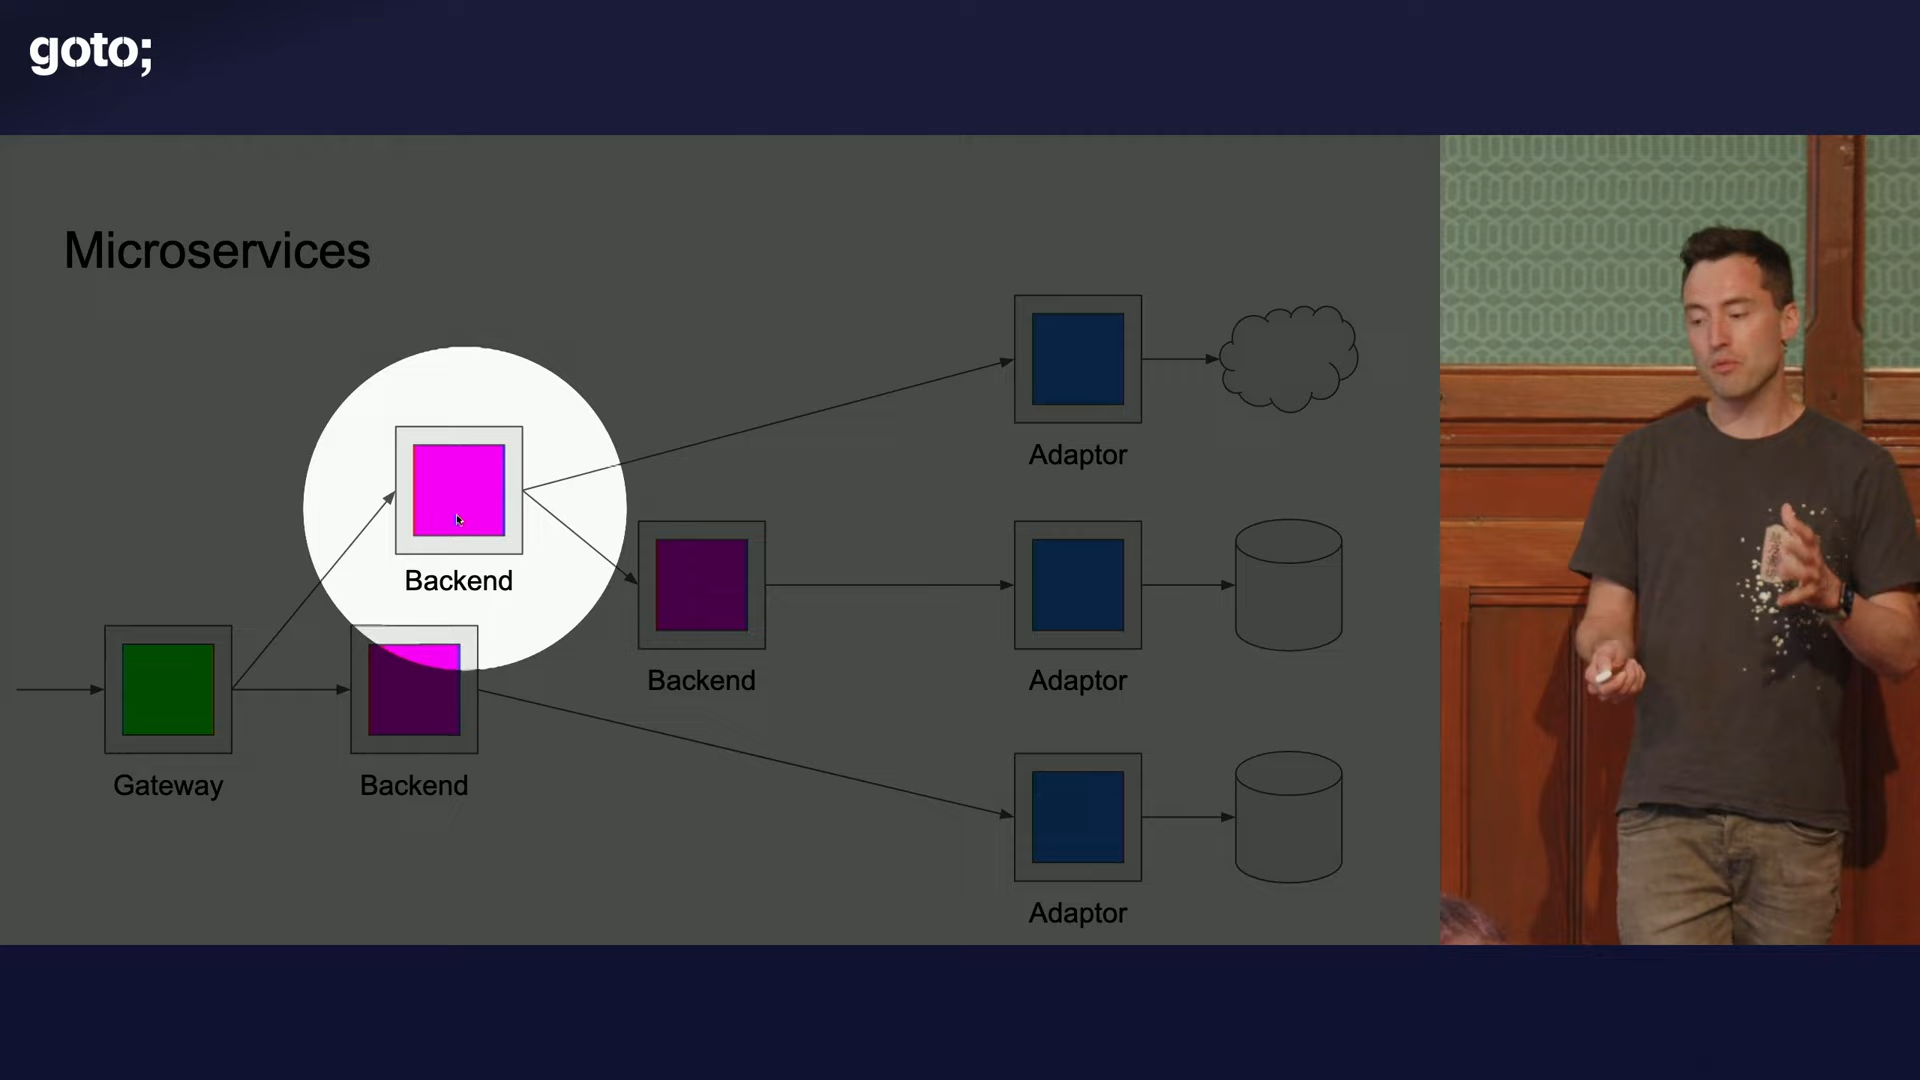 goto;
Microservices
Adaptor
Backend
Backend
Adaptor
Gateway
Backend
Adaptor